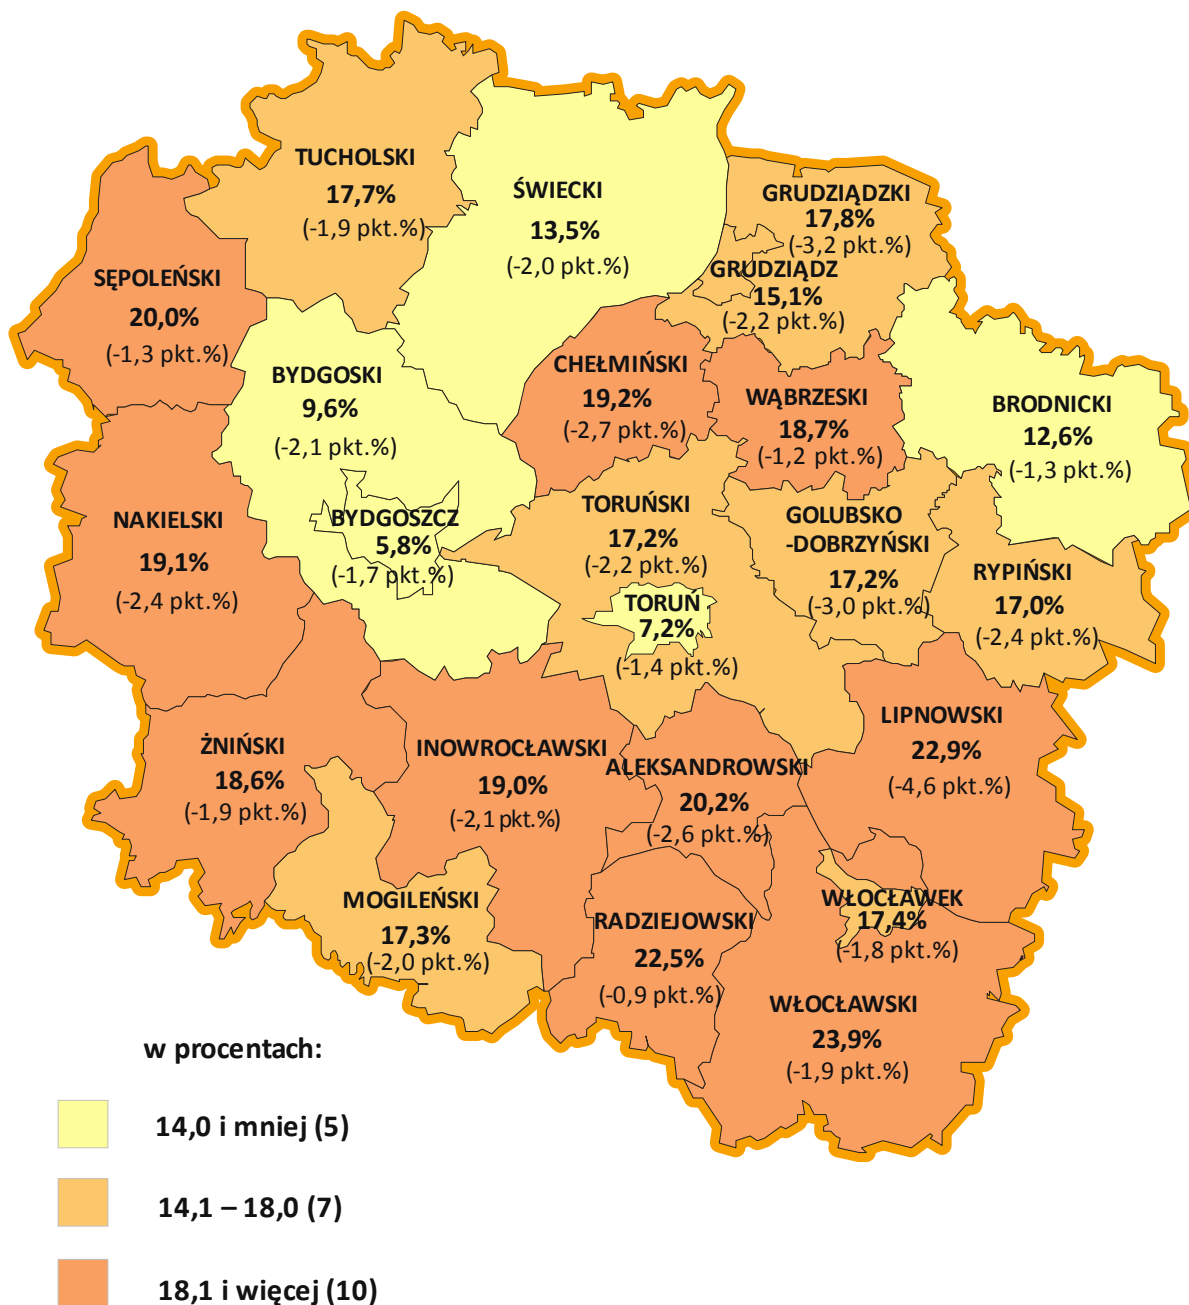 TUCHOLSKI
17,7%
(-1,9 pkt.%)
ŚWIECKI
13,5%
(-2,0 pkt.%)
GRUDZIĄDZKI
17,8%
(-3,2 pkt.%)
GRUDZIĄDZ
15,1%
(-2,2 pkt.%)
SĘPOLEŃSKI
20,0%
(-1,3 pkt.%)
BYDGOSKI
9,6%
(-2,1 pkt.%)
CHEŁMIŃSKI
19,2%
(-2,7 pkt.%)
WĄBRZESKI
18,7%
(-1,2 pkt.%)
BRODNICKI
12,6%
(-1,3 pkt.%)
NAKIELSKI
19,1%
(-2,4 pkt.%)
BYDGOSZCZ
5,8%
(-1,7 pkt.%)
TORUŃSKI
17,2%
(-2,2 pkt.%)
GOLUBSKO
-DOBRZYŃSKI
17,2%
(-3,0 pkt.%)
RYPIŃSKI
17,0%
(-2,4 pkt.%)
TORUŃ
7,2%
(-1,4 pkt.%)
ŻNIŃSKI
18,6%
(-1,9 pkt.%)
INOWROCŁAWSKI
19,0%
(-2,1 pkt.%)
ALEKSANDROWSKI
20,2%
(-2,6 pkt.%)
LIPNOWSKI
22,9%
(-4,6 pkt.%)
MOGILEŃSKI
17,3%
(-2,0 pkt.%)
RADZIEJOWSKI
22,5%
(-0,9 pkt.%)
WŁOCŁAWEK
17,4%
(-1,8 pkt.%)
WŁOCŁAWSKI
23,9%
(-1,9 pkt.%)
w procentach:
14,0 i mniej (5)
14,1 – 18,0 (7)
18,1 i więcej (10)